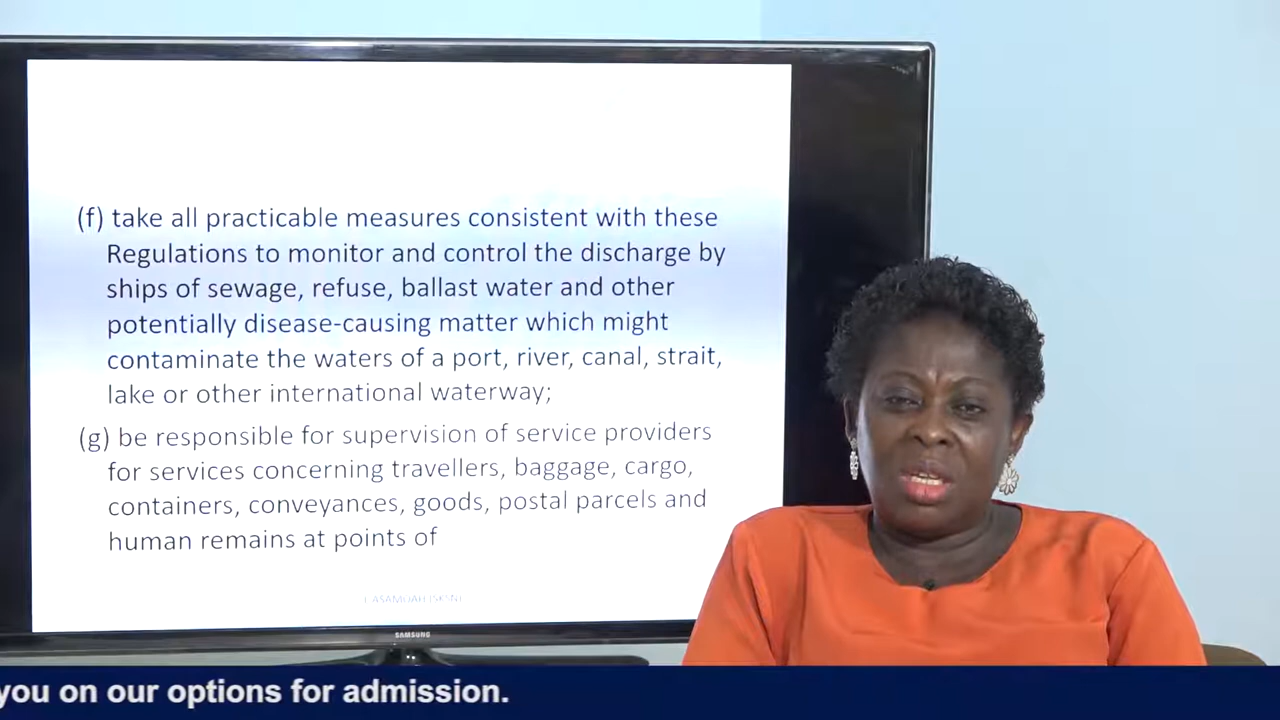 (f) take all practicable measures consistent with these
Regulations to monitor and control the discharge by
ships of sewage, refuse, ballast water and other
potentially disease-causing matter which might
contaminate the waters of a port, river, canal, strait,
lake or other international waterway;
(g) be responsible for supervision of service providers
for services concerning travellers, baggage, cargo,
containers, conveyances, goods, postal parcels and
human remains at points of
SAMSUNG
you on our options for admission.